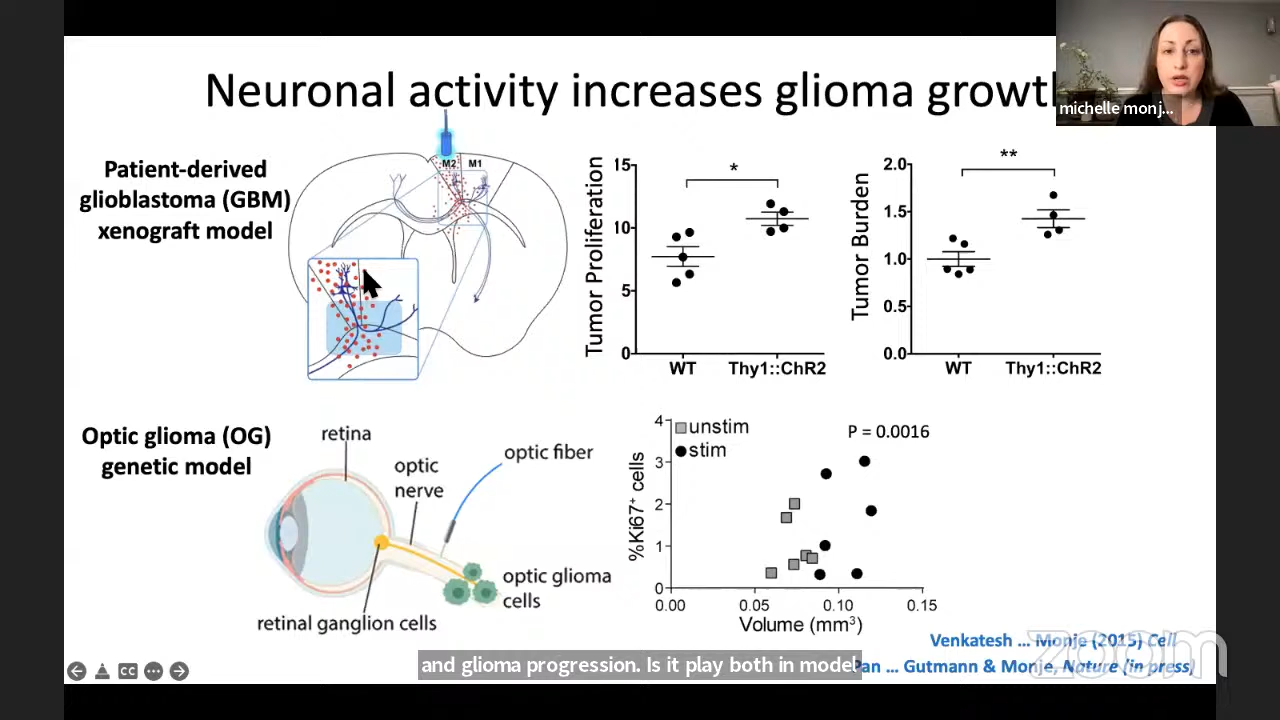 Neuronal activity increases glioma growt
michelle monj...
Patient-derived
glioblastoma (GBM)
xenograft model
M2
M1
Tumor Proliferation
15
10
5
0
*
WT
Thy1::ChR2
Tumor Burden
2.0
1.5
1.0
0.5
0.0
**
WT
Thy1::ChR2
Optic glioma (OG)
genetic model
retina
optic
nerve
optic fiber
optic glioma
cells
retinal ganglion cells
%Ki67+ cells
4
3
2
1
0
unstim
stim
P = 0.0016
0.00
0.05
0.10
0.15
Volume (mm³)
Venkatesh ... Monje (2015) Cell
Pan ... Gutmann & Monje, Nature (in press)
zoom
CC
and glioma progression. Is it play both in model